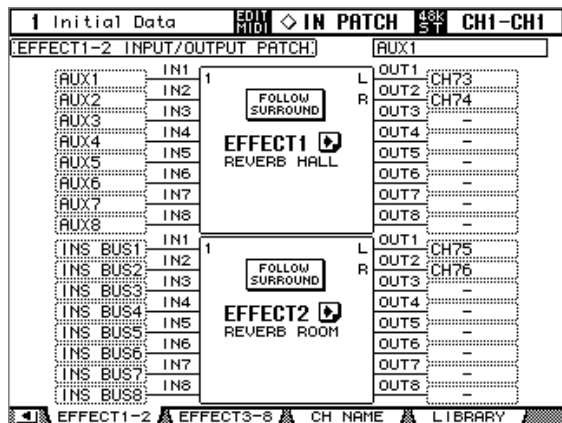 1 Initial Data EDIT MIDI ◇ IN PATCH 48k ST CH1-CH1
EFFECT1-2 INPUT/OUTPUT PATCH AUX1
AUX1 IN1 1 L OUT1 CH73
AUX2 IN2 R OUT2 CH74
AUX3 IN3 FOLLOW SURROUND OUT3 -
AUX4 IN4 OUT4 -
AUX5 IN5 EFFECT1 OUT5 -
AUX6 IN6 REVERB HALL OUT6 -
AUX7 IN7 OUT7 -
AUX8 IN8 OUT8 -
INS BUS1 IN1 1 L OUT1 CH75
INS BUS2 IN2 R OUT2 CH76
INS BUS3 IN3 FOLLOW SURROUND OUT3 -
INS BUS4 IN4 OUT4 -
INS BUS5 IN5 EFFECT2 OUT5 -
INS BUS6 IN6 REVERB ROOM OUT6 -
INS BUS7 IN7 OUT7 -
INS BUS8 IN8 OUT8 -
EFFECT1-2 EFFECT3-8 CH NAME LIBRARY